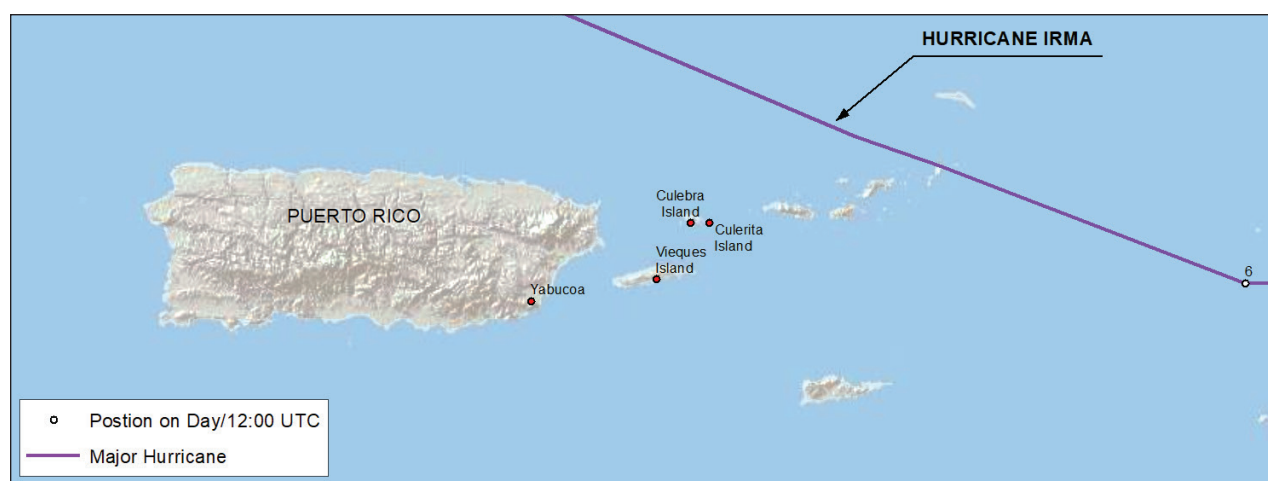 HURRICANE IRMA
PUERTO RICO
Culebra
Island
Culerita
Island
Vieques
Island
6
Yabucoa
Postion on Day/12:00 UTC
Major Hurricane